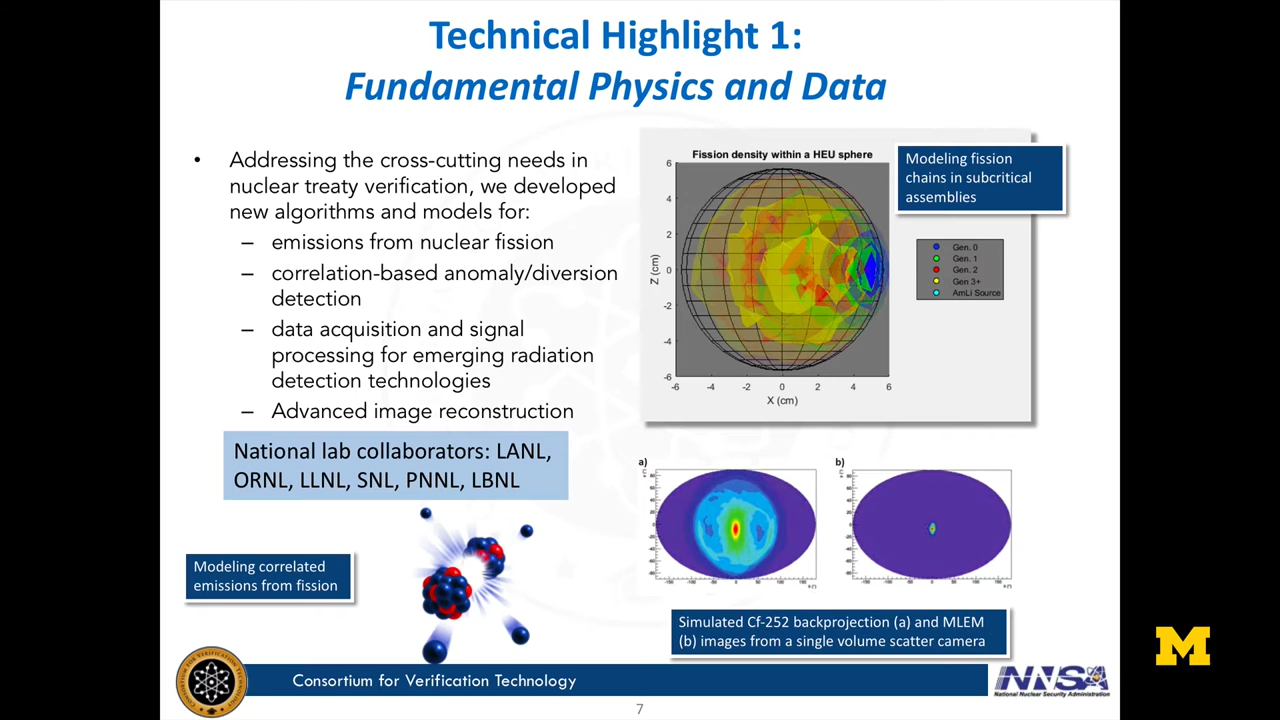 Technical Highlight 1:
Fundamental Physics and Data
• Addressing the cross-cutting needs in
nuclear treaty verification, we developed
new algorithms and models for:
– emissions from nuclear fission
– correlation-based anomaly/diversion
detection
– data acquisition and signal
processing for emerging radiation
detection technologies
– Advanced image reconstruction
National lab collaborators: LANL,
ORNL, LLNL, SNL, PNNL, LBNL
Modeling correlated
emissions from fission
Fission density within a HEU sphere
6
4
2
0
-2
-4
-6
Z (cm)
-6 -4 -2 0 2 4 6
X (cm)
Modeling fission
chains in subcritical
assemblies
Gen. 0
Gen. 1
Gen. 2
Gen 3+
AmLi Source
a)
b)
Simulated Cf-252 backprojection (a) and MLEM
(b) images from a single volume scatter camera
M
Consortium for Verification Technology
NNSA
National Nuclear Security Administration
7